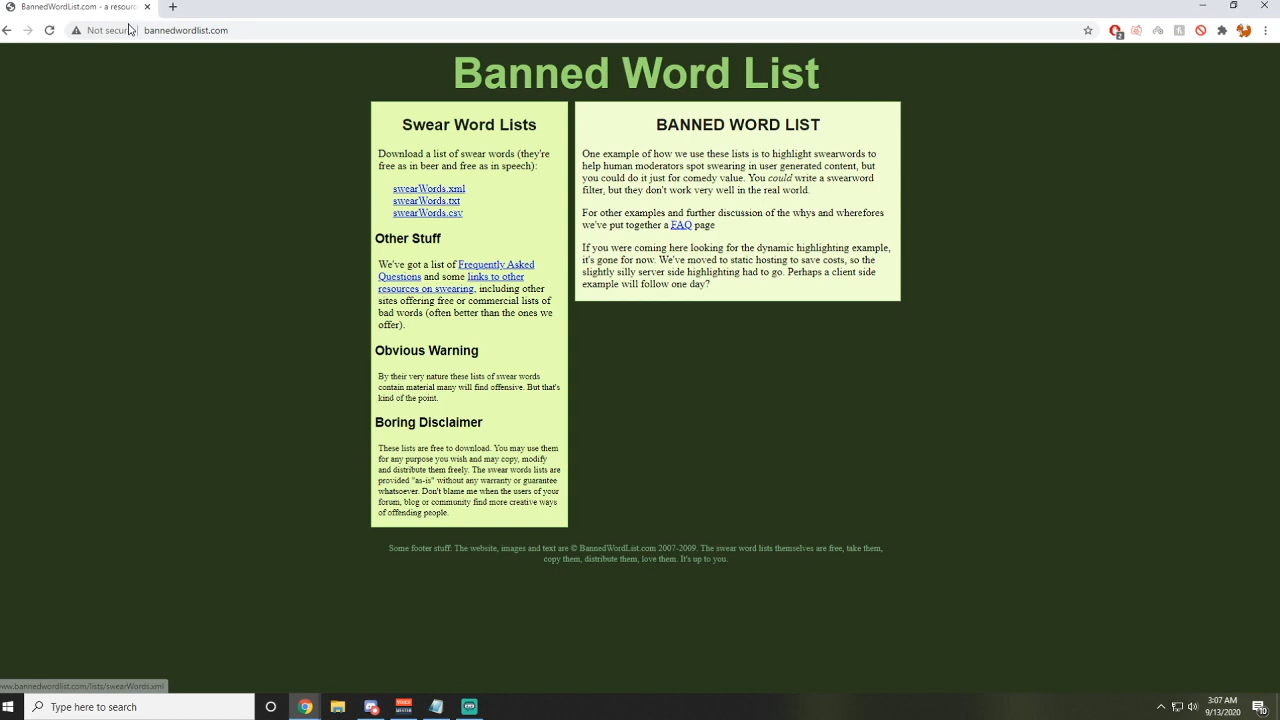 BannedWordList.com - a resourc
Not secure
bannedwordlist.com
2
Banned Word List
Swear Word Lists
Download a list of swear words (they're
free as in beer and free as in speech):
swearWords.xml
swearWords.txt
swearWords.csv
Other Stuff
We've got a list of Frequently Asked
Questions and some links to other
resources on swearing, including other
sites offering free or commercial lists of
bad words (often better than the ones we
offer).
Obvious Warning
By their very nature these lists of swear words
contain material many will find offensive. But that's
kind of the point.
Boring Disclaimer
These lists are free to download. You may use them
for any purpose you wish and may copy, modify
and distribute them freely. The swear words lists are
provided "as-is" without any warranty or guarantee
whatsoever. Don't blame me when the users of your
forum, blog or community find more creative ways
of offending people.
BANNED WORD LIST
One example of how we use these lists is to highlight swearwords to
help human moderators spot swearing in user generated content, but
you could do it just for comedy value. You could write a swearword
filter, but they don't work very well in the real world.
For other examples and further discussion of the whys and wherefores
we've put together a FAQ page
If you were coming here looking for the dynamic highlighting example,
it's gone for now. We've moved to static hosting to save costs, so the
slightly silly server side highlighting had to go. Perhaps a client side
example will follow one day?
Some footer stuff: The website, images and text are © BannedWordList.com 2007-2009. The swear word lists themselves are free, take them,
copy them, distribute them, love them. It's up to you.
www.bannedwordlist.com/lists/swearWords.xml
Type here to search
3:07 AM
9/13/2020